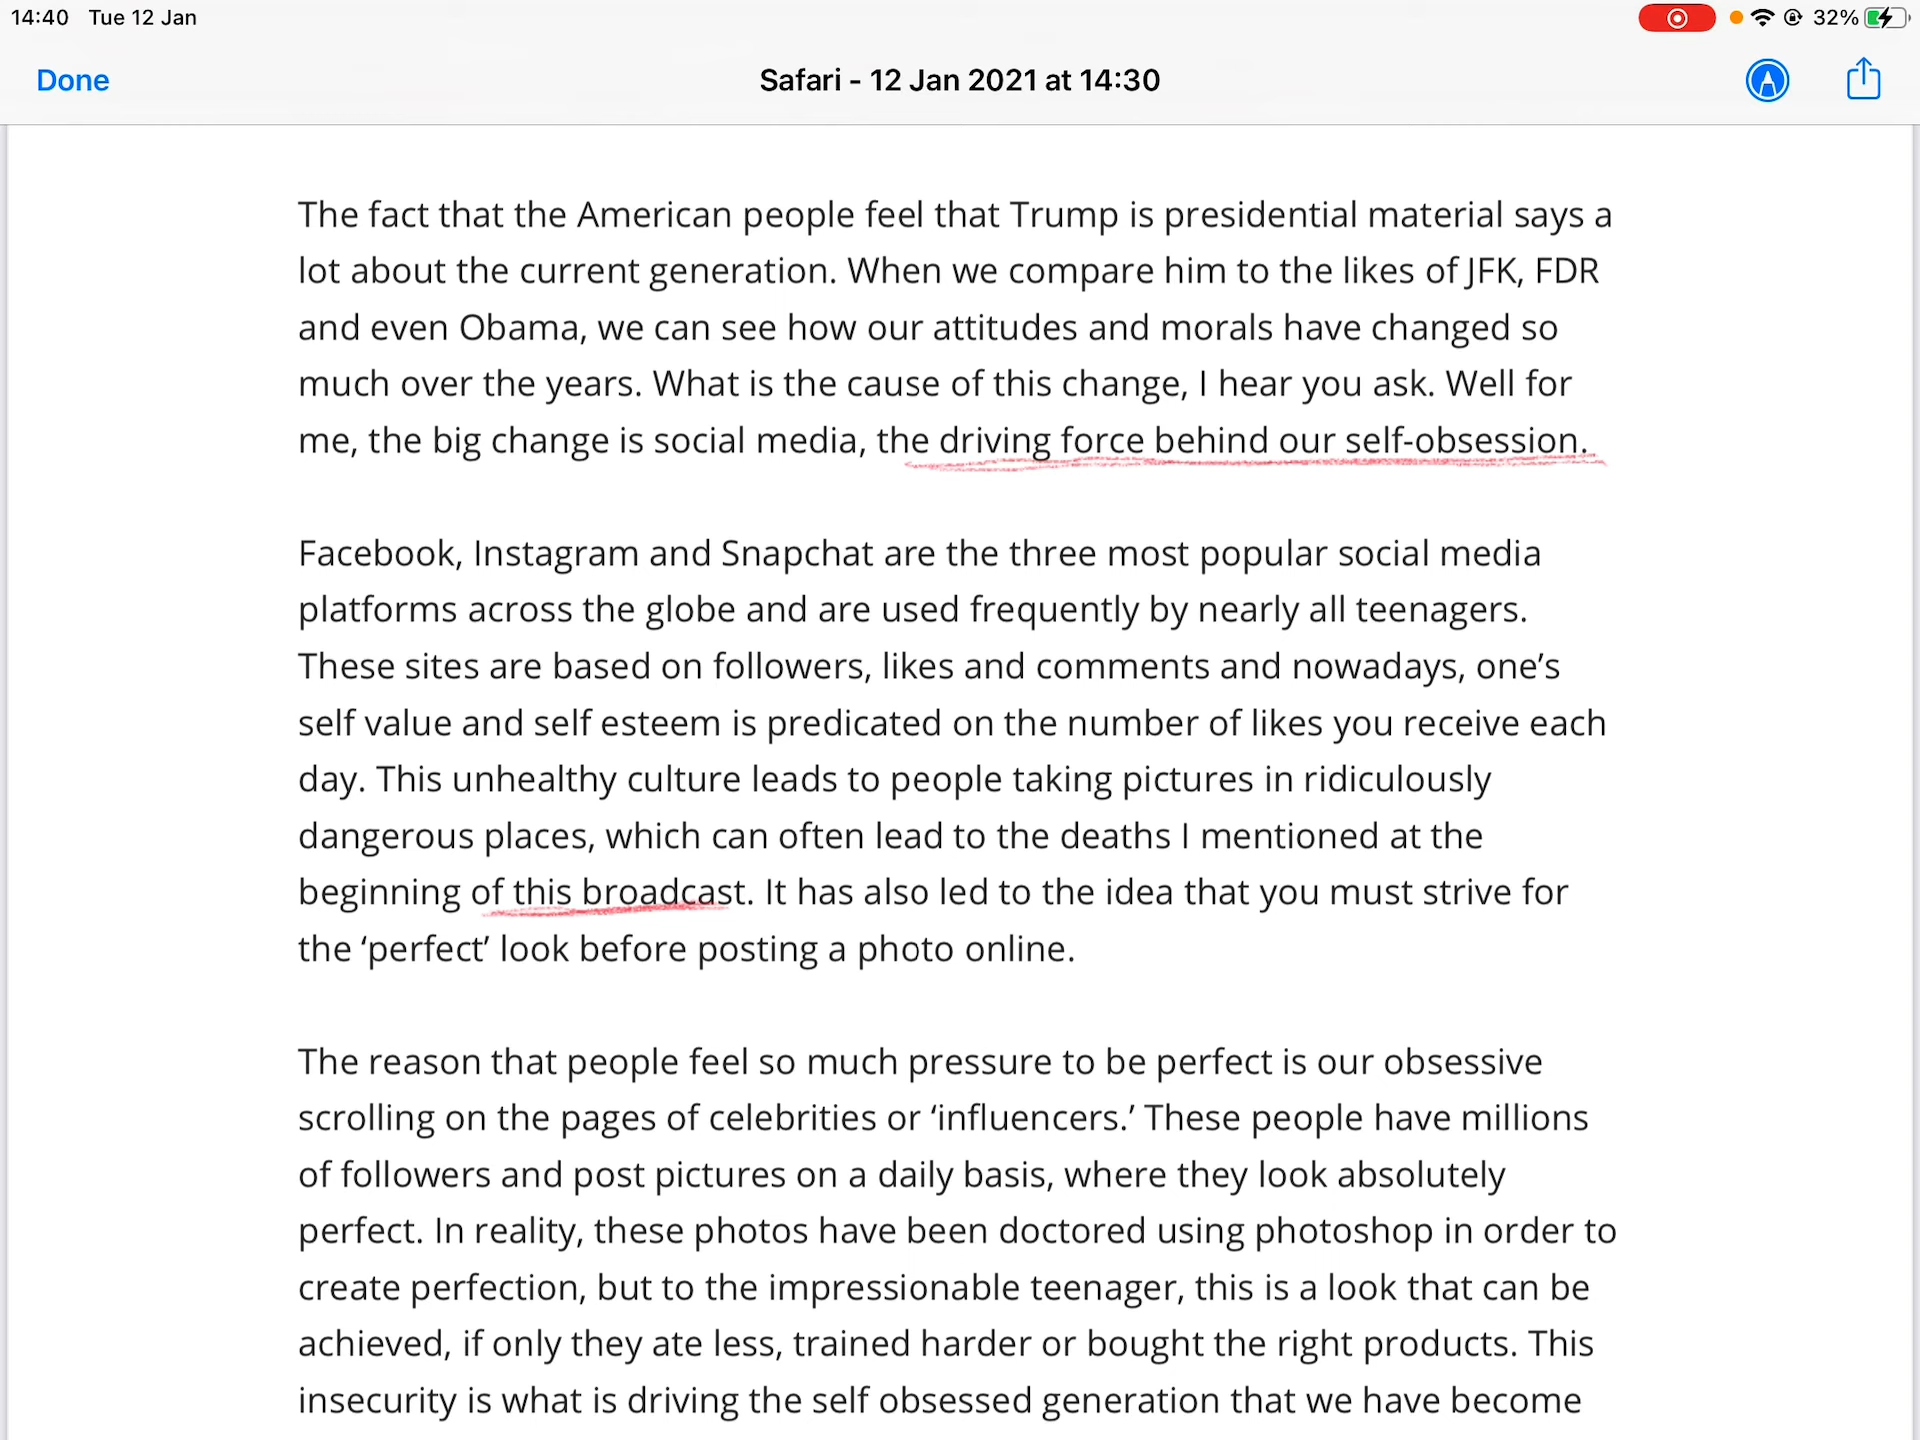 14:40 Tue 12 Jan
32%
Done
Safari - 12 Jan 2021 at 14:30
The fact that the American people feel that Trump is presidential material says a
lot about the current generation. When we compare him to the likes of JFK, FDR
and even Obama, we can see how our attitudes and morals have changed so
much over the years. What is the cause of this change, I hear you ask. Well for
me, the big change is social media, the driving force behind our self-obsession.
Facebook, Instagram and Snapchat are the three most popular social media
platforms across the globe and are used frequently by nearly all teenagers.
These sites are based on followers, likes and comments and nowadays, one’s
self value and self esteem is predicated on the number of likes you receive each
day. This unhealthy culture leads to people taking pictures in ridiculously
dangerous places, which can often lead to the deaths I mentioned at the
beginning of this broadcast. It has also led to the idea that you must strive for
the ‘perfect’ look before posting a photo online.
The reason that people feel so much pressure to be perfect is our obsessive
scrolling on the pages of celebrities or ‘influencers.’ These people have millions
of followers and post pictures on a daily basis, where they look absolutely
perfect. In reality, these photos have been doctored using photoshop in order to
create perfection, but to the impressionable teenager, this is a look that can be
achieved, if only they ate less, trained harder or bought the right products. This
insecurity is what is driving the self obsessed generation that we have become